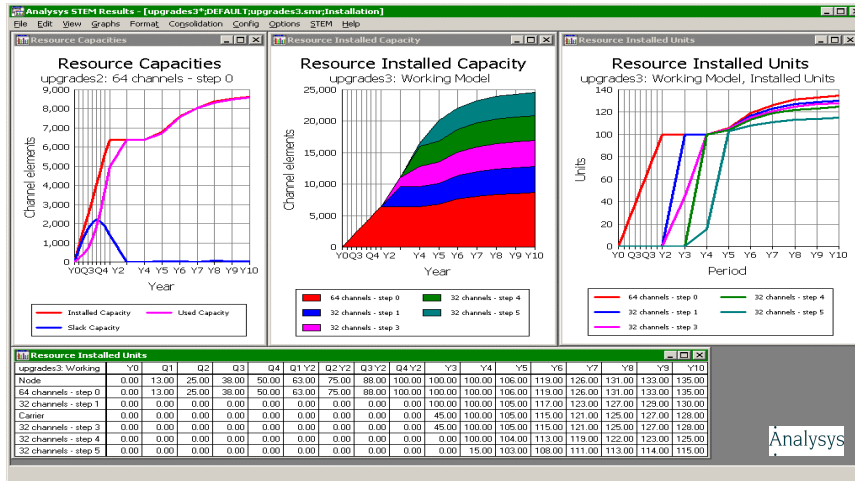 Analysys STEM Results - [upgrades3*;DEFAULT;upgrades3.smr;Installation]
File Edit View Graphs Format Consolidation Config Options STEM Help
Resource Capacities
Resource Capacities
upgrades2: 64 channels - step 0
9,000
8,000
7,000
6,000
5,000
4,000
3,000
2,000
1,000
0
Channel elements
Y0 Q3 Q4 Y2 Y4 Y5 Y6 Y7 Y8 Y9 Y10
Year
Installed Capacity Used Capacity
Slack Capacity
Resource Installed Capacity
Resource Installed Capacity
upgrades3: Working Model
25,000
20,000
15,000
10,000
5,000
0
Channel elements
Y0 Q3 Q4 Y2 Y4 Y5 Y6 Y7 Y8 Y9 Y10
Year
64 channels - step 0 32 channels - step 4
32 channels - step 1 32 channels - step 5
32 channels - step 3
Resource Installed Units
Resource Installed Units
upgrades3: Working Model, Installed Units
140
120
100
80
60
40
20
0
Units
Y0 Q3 Q4 Y2 Y3 Y4 Y5 Y6 Y7 Y8 Y9 Y10
Period
64 channels - step 0 32 channels - step 4
32 channels - step 1 32 channels - step 5
32 channels - step 3
Resource Installed Units
upgrades3: Working Y0 Q1 Q2 Q3 Q4 Q1 Y2 Q2 Y2 Q3 Y2 Q4 Y2 Y3 Y4 Y5 Y6 Y7 Y8 Y9 Y10
Node 0.00 13.00 25.00 38.00 50.00 63.00 75.00 88.00 100.00 100.00 100.00 106.00 119.00 126.00 131.00 133.00 135.00
64 channels - step 0 0.00 13.00 25.00 38.00 50.00 63.00 75.00 88.00 100.00 100.00 100.00 106.00 119.00 126.00 131.00 133.00 135.00
32 channels - step 1 0.00 0.00 0.00 0.00 0.00 0.00 0.00 0.00 0.00 100.00 100.00 105.00 117.00 123.00 127.00 129.00 130.00
Carrier 0.00 0.00 0.00 0.00 0.00 0.00 0.00 0.00 0.00 45.00 100.00 105.00 115.00 121.00 125.00 127.00 128.00
32 channels - step 3 0.00 0.00 0.00 0.00 0.00 0.00 0.00 0.00 0.00 45.00 100.00 105.00 115.00 121.00 125.00 127.00 128.00
32 channels - step 4 0.00 0.00 0.00 0.00 0.00 0.00 0.00 0.00 0.00 0.00 100.00 104.00 113.00 119.00 122.00 123.00 125.00
32 channels - step 5 0.00 0.00 0.00 0.00 0.00 0.00 0.00 0.00 0.00 0.00 15.00 103.00 108.00 111.00 113.00 114.00 115.00
Analysys